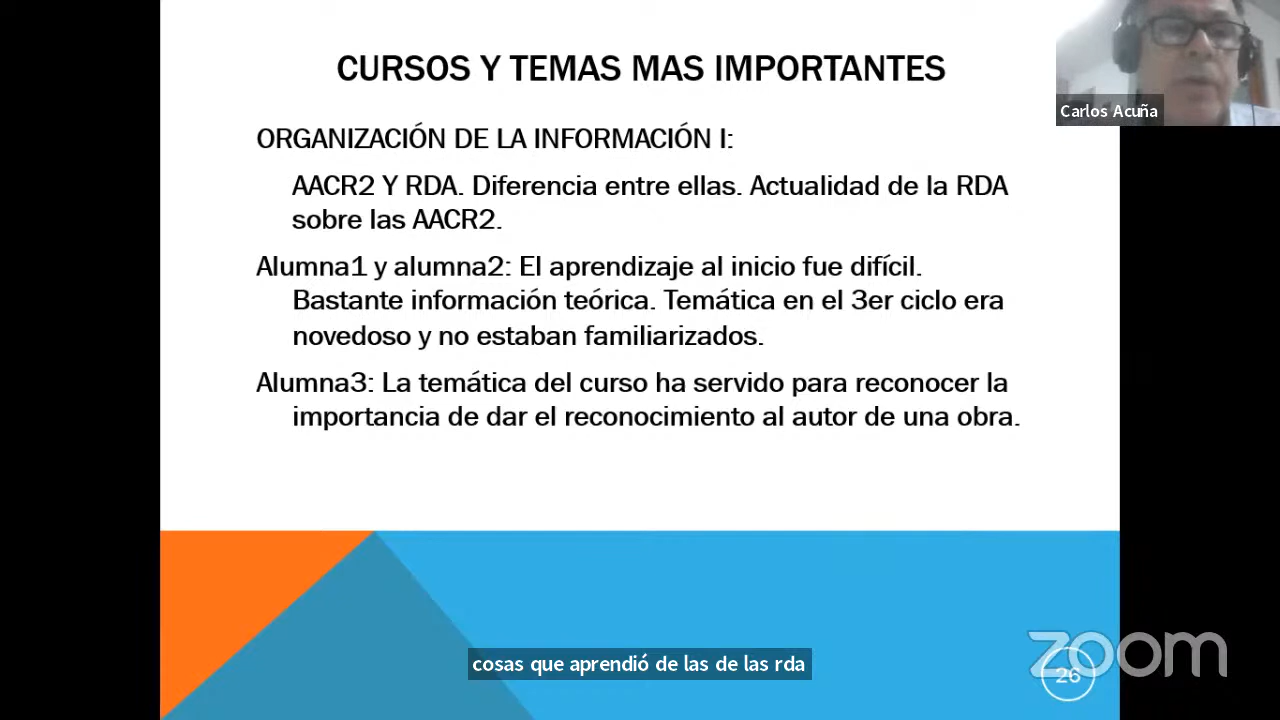 CURSOS Y TEMAS MAS IMPORTANTES
Carlos Acuña
ORGANIZACIÓN DE LA INFORMACIÓN I:
AACR2 Y RDA. Diferencia entre ellas. Actualidad de la RDA
sobre las AACR2.
Alumna1 y alumna2: El aprendizaje al inicio fue difícil.
Bastante información teórica. Temática en el 3er ciclo era
novedoso y no estaban familiarizados.
Alumna3: La temática del curso ha servido para reconocer la
importancia de dar el reconocimiento al autor de una obra.
cosas que aprendió de las de las rda
zoom
26